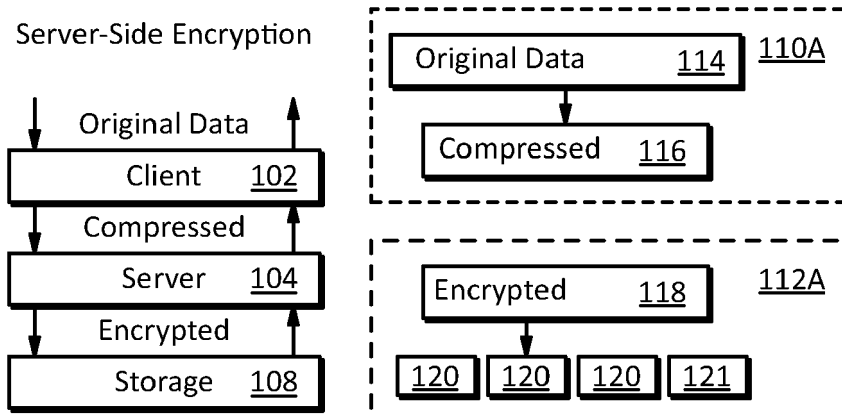 Server-Side Encryption
Original Data
Client 102
Compressed
Server 104
Encrypted
Storage 108
Original Data 114
110A
Compressed 116
Encrypted 118
112A
120 120 120 121